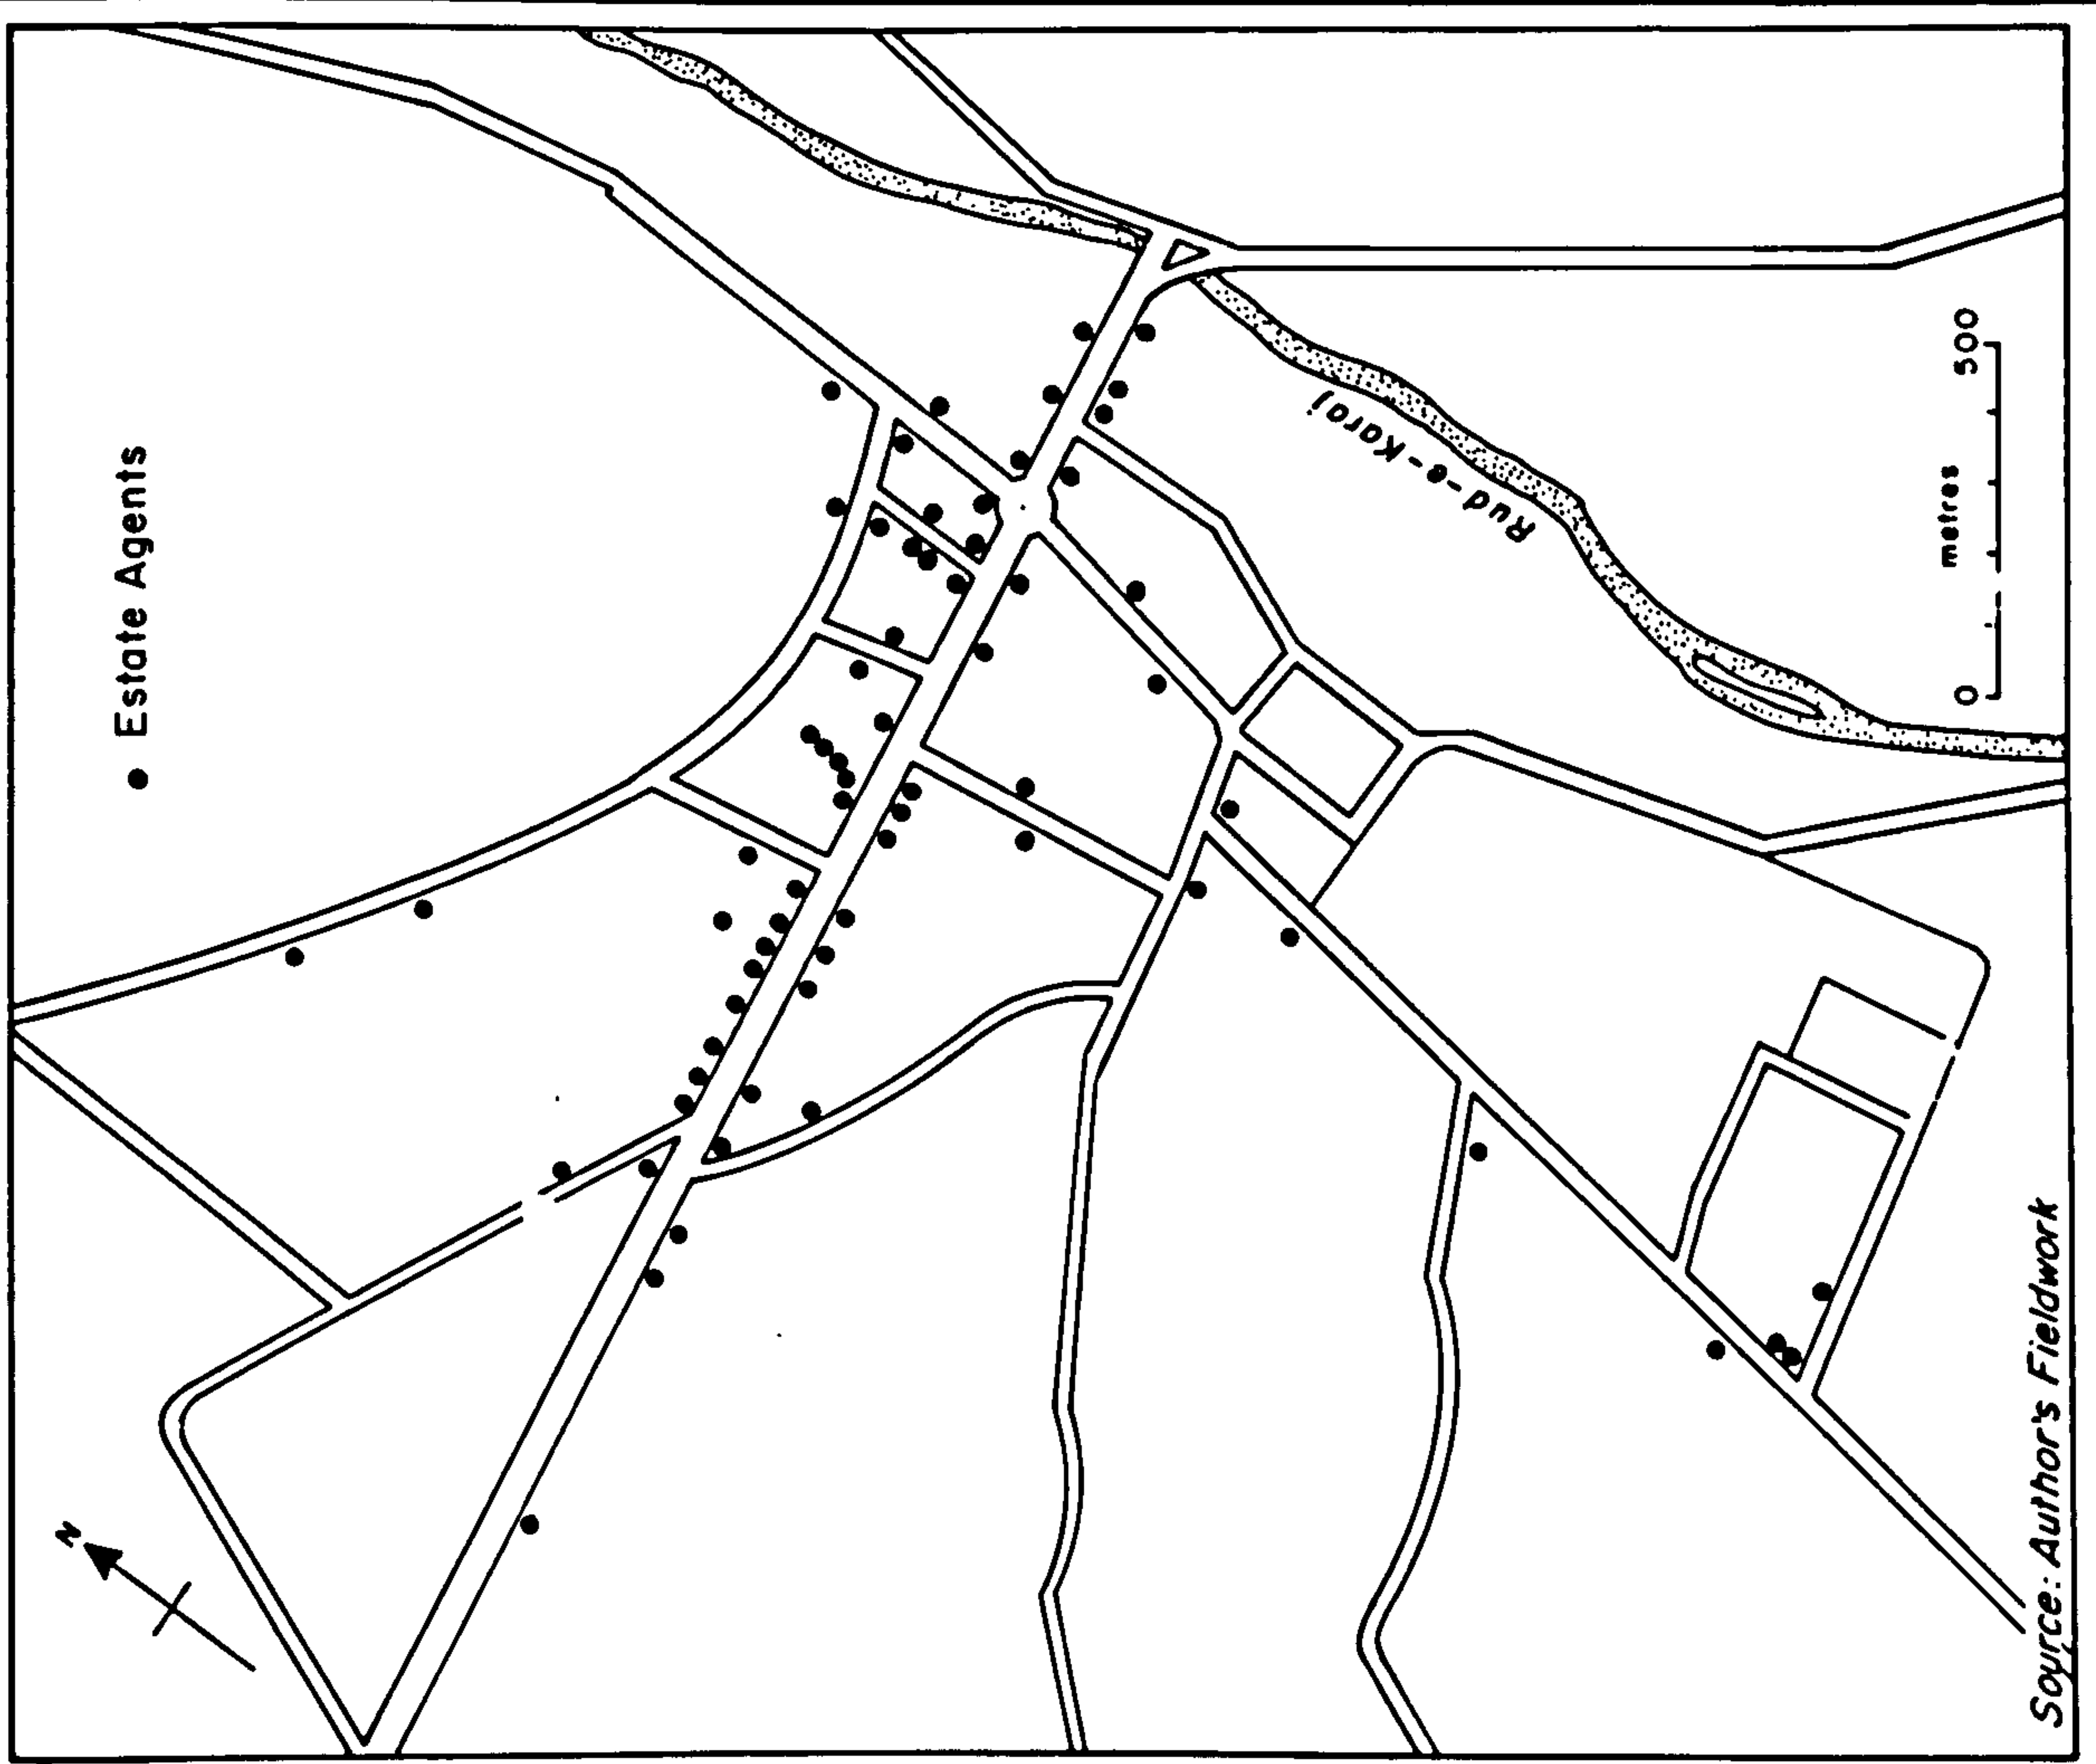 Estate Agents
Rud-e-Karaj
metres
0 500
N
Source: Author's Fieldwork